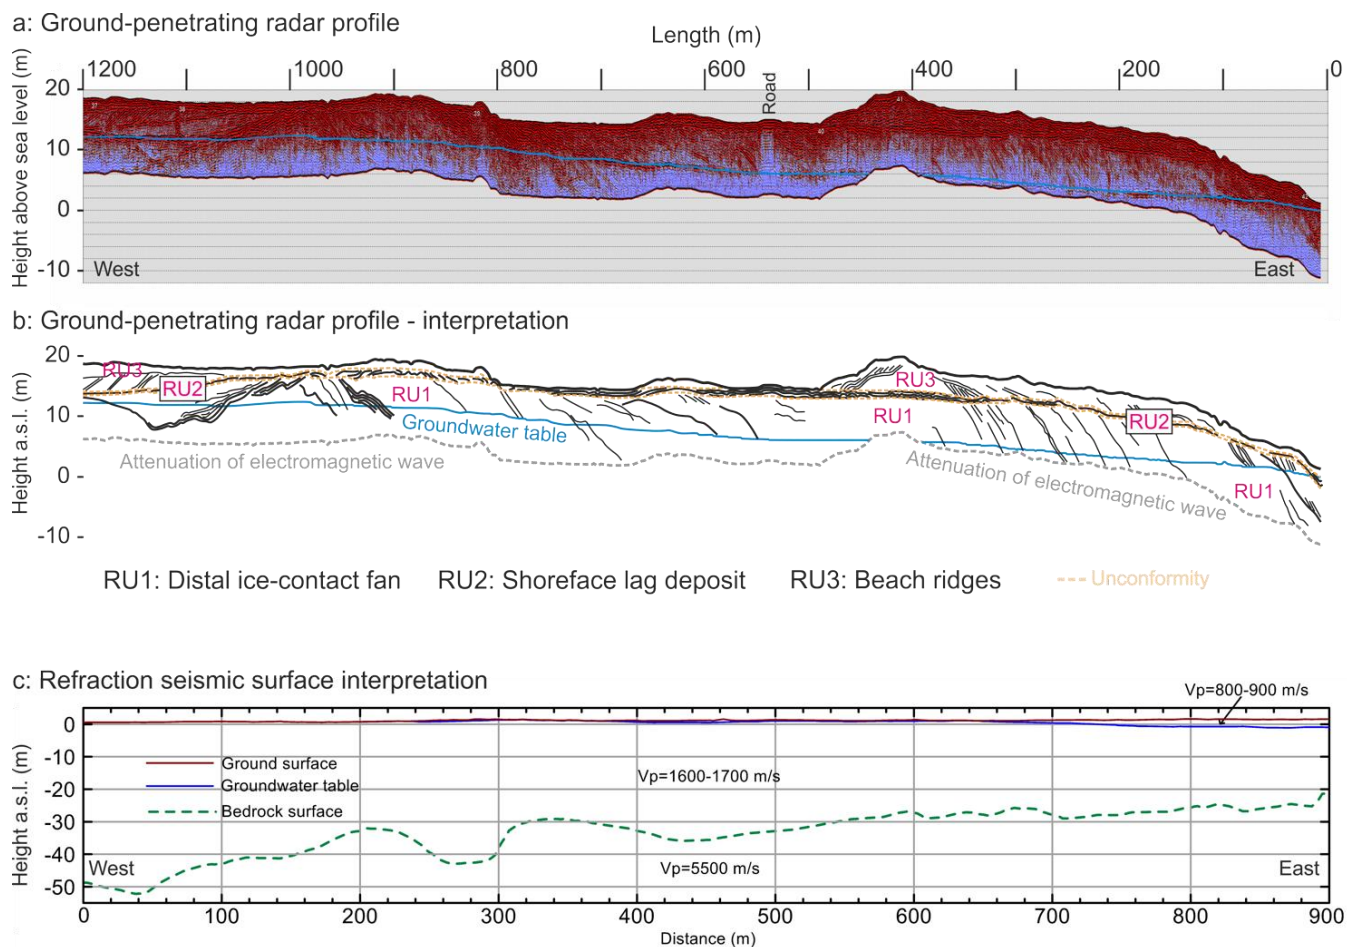 a: Ground-penetrating radar profile
Length (m)
1200 1000 800 600 400 200 0
Height above sea level (m)
20
10
0
-10
Road
37
39
40
41
West East
b: Ground-penetrating radar profile - interpretation
Height a.s.l. (m)
20
10
0
-10
RU3
RU2
RU1
RU3
RU1
RU2
RU1
Groundwater table
Attenuation of electromagnetic wave
Attenuation of electromagnetic wave
RU1: Distal ice-contact fan RU2: Shoreface lag deposit RU3: Beach ridges Unconformity
c: Refraction seismic surface interpretation
Vp=800-900 m/s
Height a.s.l. (m)
0
-10
-20
-30
-40
-50
Ground surface
Groundwater table
Bedrock surface
Vp=1600-1700 m/s
Vp=5500 m/s
West East
0 100 200 300 400 500 600 700 800 900
Distance (m)